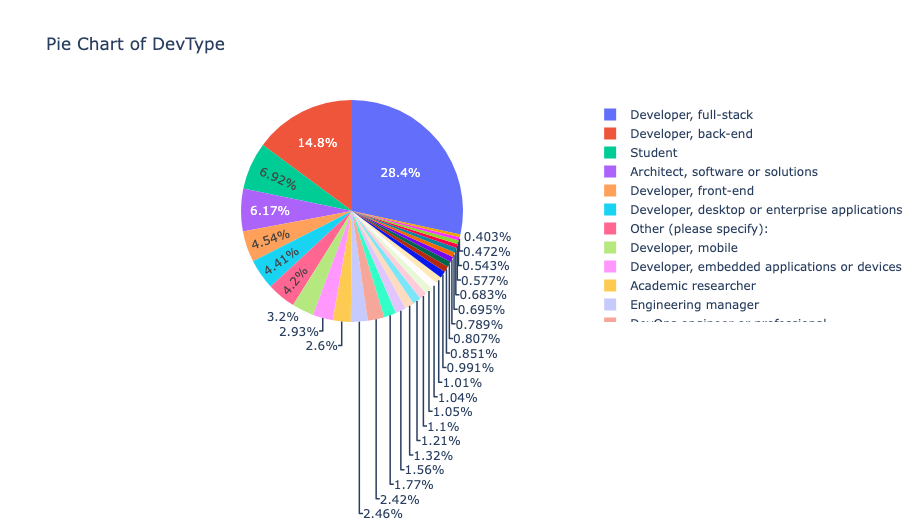 Pie Chart of DevType
28.4%
14.8%
6.92%
6.17%
4.54%
4.41%
4.2%
3.2%
2.93%
2.6%
2.46%
2.42%
1.77%
1.56%
1.32%
1.21%
1.1%
1.05%
1.04%
1.01%
0.991%
0.851%
0.807%
0.789%
0.695%
0.683%
0.577%
0.543%
0.472%
0.403%
Developer, full-stack
Developer, back-end
Student
Architect, software or solutions
Developer, front-end
Developer, desktop or enterprise applications
Other (please specify):
Developer, mobile
Developer, embedded applications or devices
Academic researcher
Engineering manager
DevOps engineer or professional